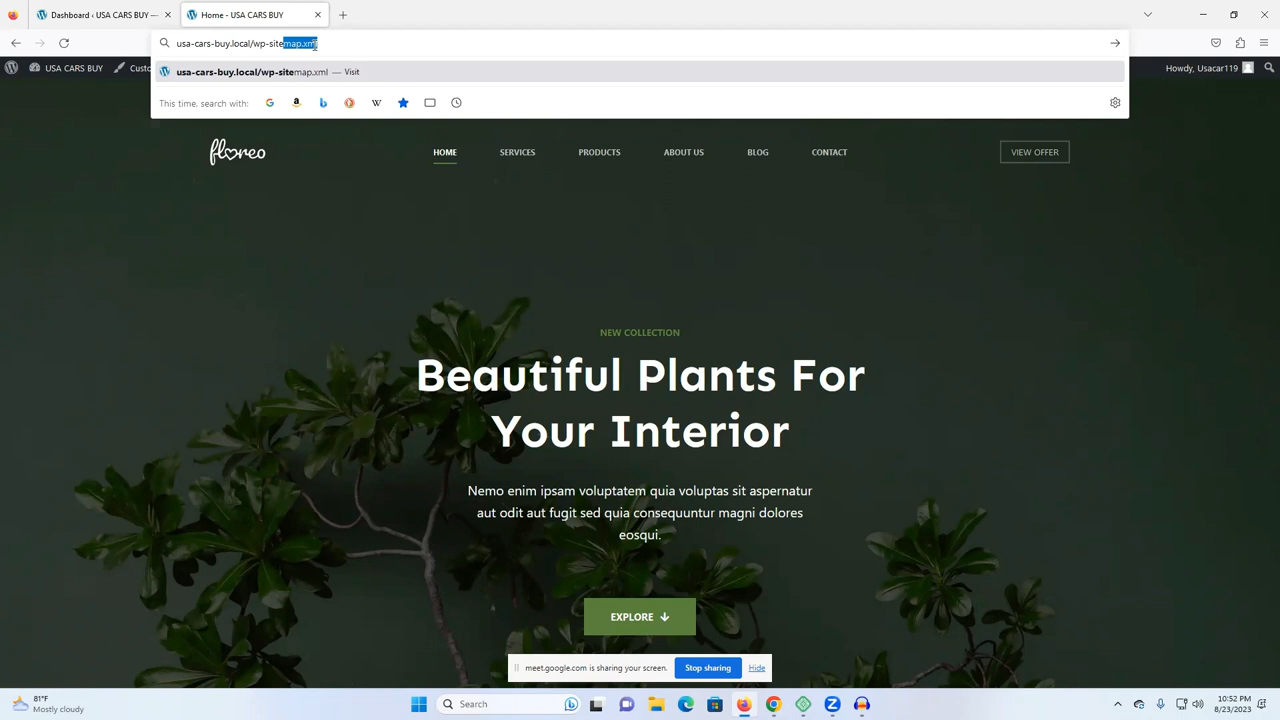 Dashboard ‹ USA CARS BUY —
Home - USA CARS BUY
usa-cars-buy.local/wp-sitemap.xml
USA CARS BUY
Custo
Howdy, Usacar119
usa-cars-buy.local/wp-sitemap.xml — Visit
This time, search with:
floreo
HOME
SERVICES
PRODUCTS
ABOUT US
BLOG
CONTACT
VIEW OFFER
NEW COLLECTION
Beautiful Plants For
Your Interior
Nemo enim ipsam voluptatem quia voluptas sit aspernatur
aut odit aut fugit sed quia consequuntur magni dolores
eosqui.
EXPLORE
meet.google.com is sharing your screen.
Stop sharing
Hide
81°F
Mostly cloudy
Search
10:52 PM
8/23/2023